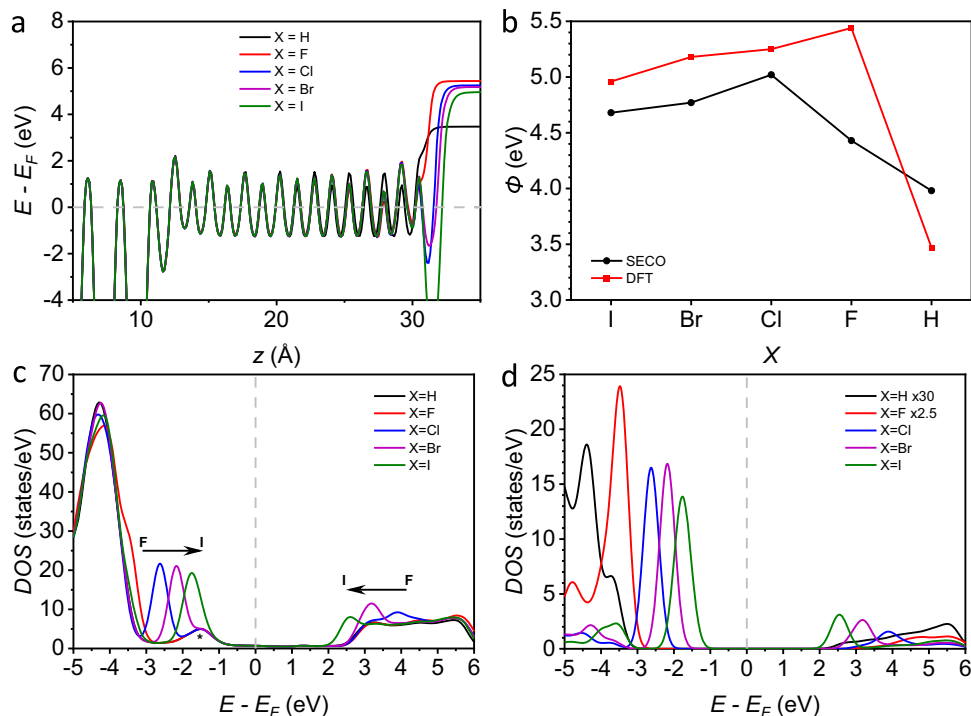 a
8
6
4
2
0
-2
-4
E - E_F (eV)
X = H
X = F
X = Cl
X = Br
X = I
10
20
30
z (Å)
b
5.5
5.0
4.5
4.0
3.5
3.0
Φ (eV)
SECO
DFT
I
Br
Cl
F
H
X
c
70
60
50
40
30
20
10
0
DOS (states/eV)
X=H
X=F
X=Cl
X=Br
X=I
F
I
*
I
F
-5
-4
-3
-2
-1
0
1
2
3
4
5
6
E - E_F (eV)
d
25
20
15
10
5
0
DOS (states/eV)
X=H x30
X=F x2.5
X=Cl
X=Br
X=I
-5
-4
-3
-2
-1
0
1
2
3
4
5
6
E - E_F (eV)